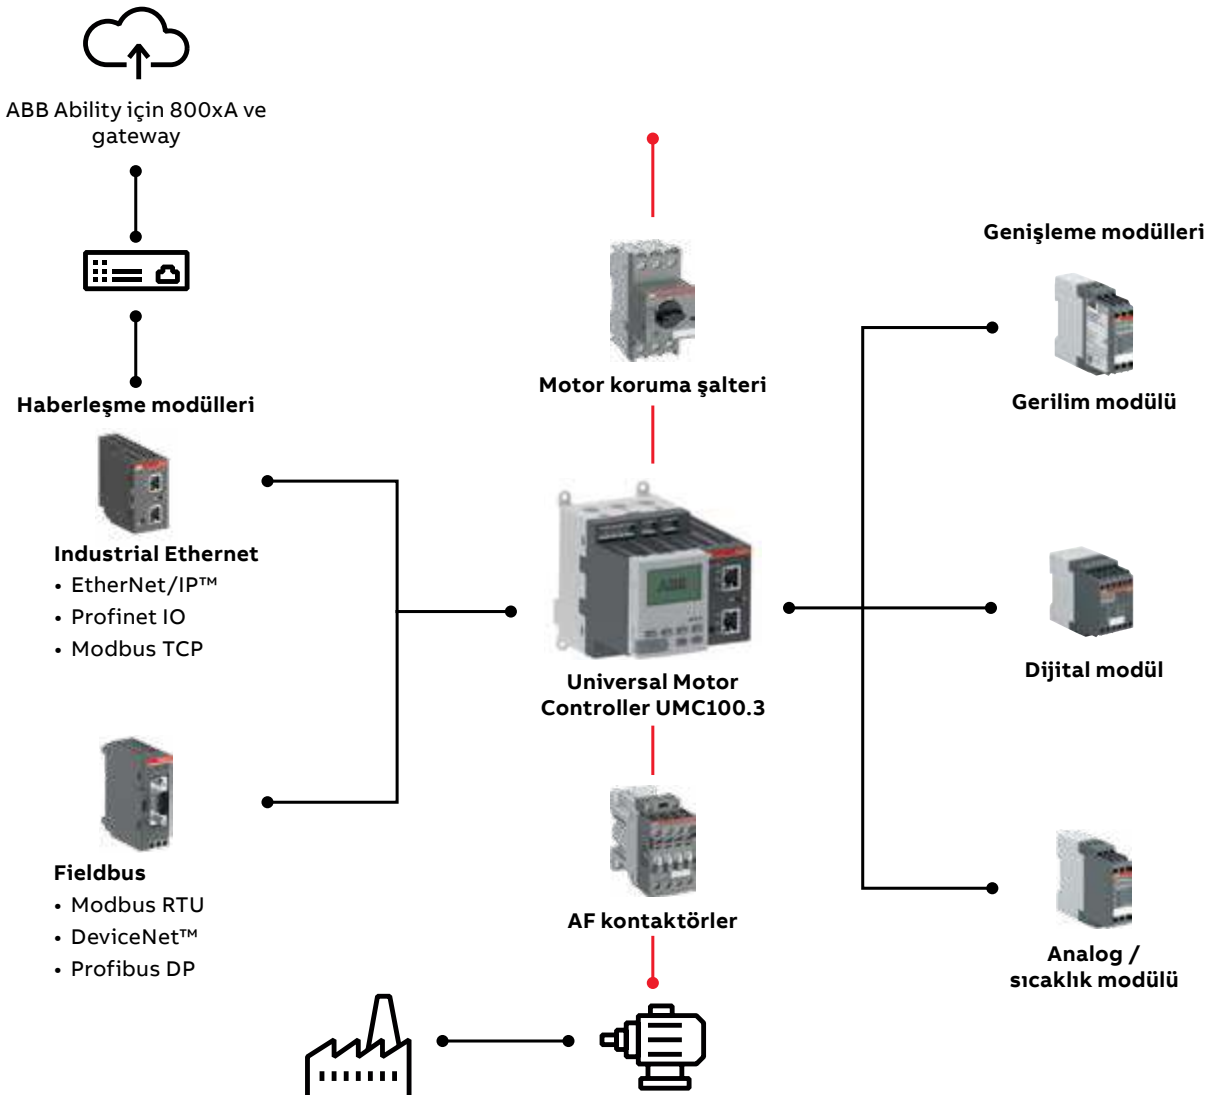 ABB Ability için 800xA ve
gateway
Haberleşme modülleri
Industrial Ethernet
• EtherNet/IP™
• Profinet IO
• Modbus TCP
Fieldbus
• Modbus RTU
• DeviceNet™
• Profibus DP
Motor koruma şalteri
ABB
Universal Motor
Controller UMC100.3
AF kontaktörler
Genişleme modülleri
Gerilim modülü
Dijital modül
Analog /
sıcaklık modülü